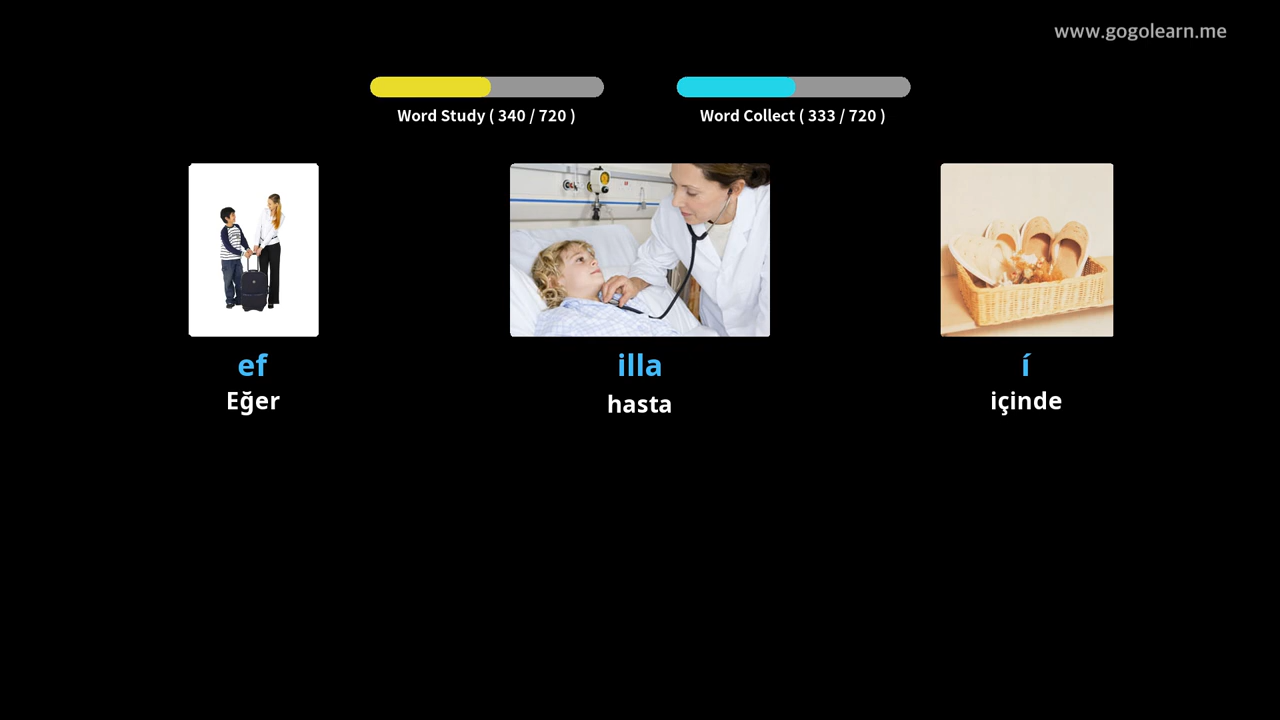 www.gogolearn.me
Word Study ( 340 / 720 )
Word Collect ( 333 / 720 )
ef
Eğer
illa
hasta
í
içinde